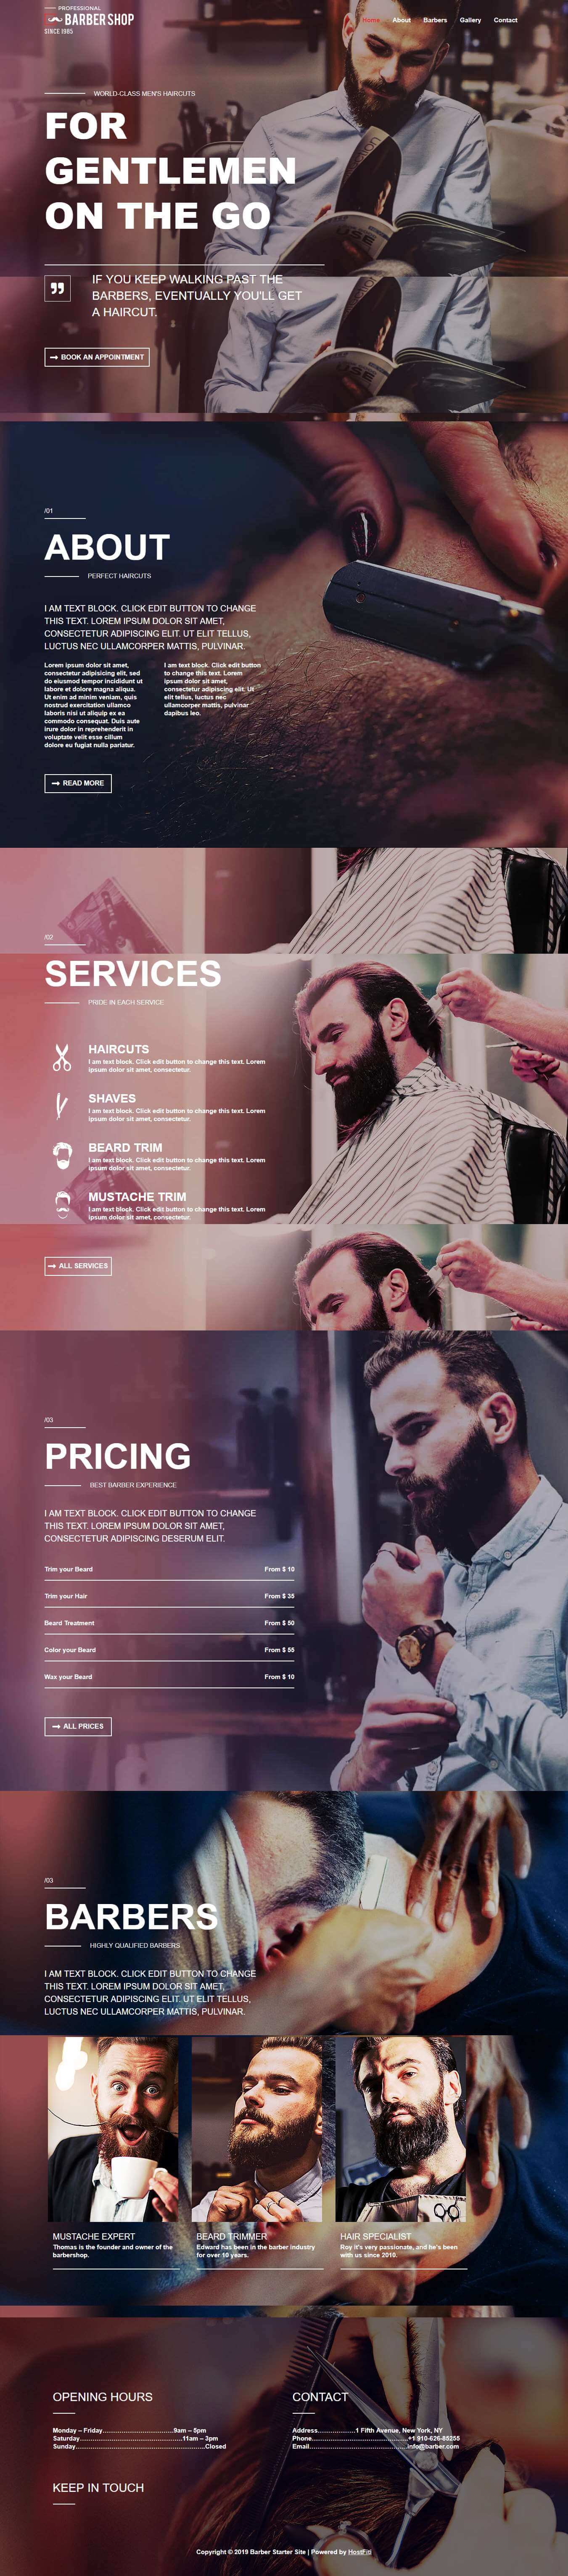 PROFESSIONAL
BARBER SHOP
SINCE 1985
Home About Barbers Gallery Contact
WORLD-CLASS MEN'S HAIRCUTS
FOR
GENTLEMEN
ON THE GO
IF YOU KEEP WALKING PAST THE
BARBERS, EVENTUALLY YOU'LL GET
A HAIRCUT.
BOOK AN APPOINTMENT
/01
ABOUT
PERFECT HAIRCUTS
I AM TEXT BLOCK. CLICK EDIT BUTTON TO CHANGE
THIS TEXT. LOREM IPSUM DOLOR SIT AMET,
CONSECTETUR ADIPISCING ELIT. UT ELIT TELLUS,
LUCTUS NEC ULLAMCORPER MATTIS, PULVINAR.
Lorem ipsum dolor sit amet,
consectetur adipisicing elit, sed
do eiusmod tempor incididunt ut
labore et dolore magna aliqua.
Ut enim ad minim veniam, quis
nostrud exercitation ullamco
laboris nisi ut aliquip ex ea
commodo consequat. Duis aute
irure dolor in reprehenderit in
voluptate velit esse cillum
dolore eu fugiat nulla pariatur.
I am text block. Click edit button
to change this text. Lorem
ipsum dolor sit amet,
consectetur adipiscing elit. Ut
elit tellus, luctus nec
ullamcorper mattis, pulvinar
dapibus leo.
READ MORE
/02
SERVICES
PRIDE IN EACH SERVICE
HAIRCUTS
I am text block. Click edit button to change this text. Lorem
ipsum dolor sit amet, consectetur.
SHAVES
I am text block. Click edit button to change this text. Lorem
ipsum dolor sit amet, consectetur.
BEARD TRIM
I am text block. Click edit button to change this text. Lorem
ipsum dolor sit amet, consectetur.
MUSTACHE TRIM
I am text block. Click edit button to change this text. Lorem
ipsum dolor sit amet, consectetur.
ALL SERVICES
/03
PRICING
BEST BARBER EXPERIENCE
I AM TEXT BLOCK. CLICK EDIT BUTTON TO CHANGE
THIS TEXT. LOREM IPSUM DOLOR SIT AMET,
CONSECTETUR ADIPISCING DESERUM ELIT.
Trim your Beard From $ 10
Trim your Hair From $ 35
Beard Treatment From $ 50
Color your Beard From $ 55
Wax your Beard From $ 10
ALL PRICES
/03
BARBERS
HIGHLY QUALIFIED BARBERS
I AM TEXT BLOCK. CLICK EDIT BUTTON TO CHANGE
THIS TEXT. LOREM IPSUM DOLOR SIT AMET,
CONSECTETUR ADIPISCING ELIT. UT ELIT TELLUS,
LUCTUS NEC ULLAMCORPER MATTIS, PULVINAR.
MUSTACHE EXPERT
Thomas is the founder and owner of the
barbershop.
BEARD TRIMMER
Edward has been in the barber industry
for over 10 years.
HAIR SPECIALIST
Roy it's very passionate, and he's been
with us since 2010.
OPENING HOURS
Monday – Friday..................................9am – 5pm
Saturday.................................................11am – 3pm
Sunday..............................................................Closed
CONTACT
Address..................1 Fifth Avenue, New York, NY
Phone..............................................+1 910-626-85255
Email...............................................info@barber.com
KEEP IN TOUCH
Copyright © 2019 Barber Starter Site | Powered by HostFiti